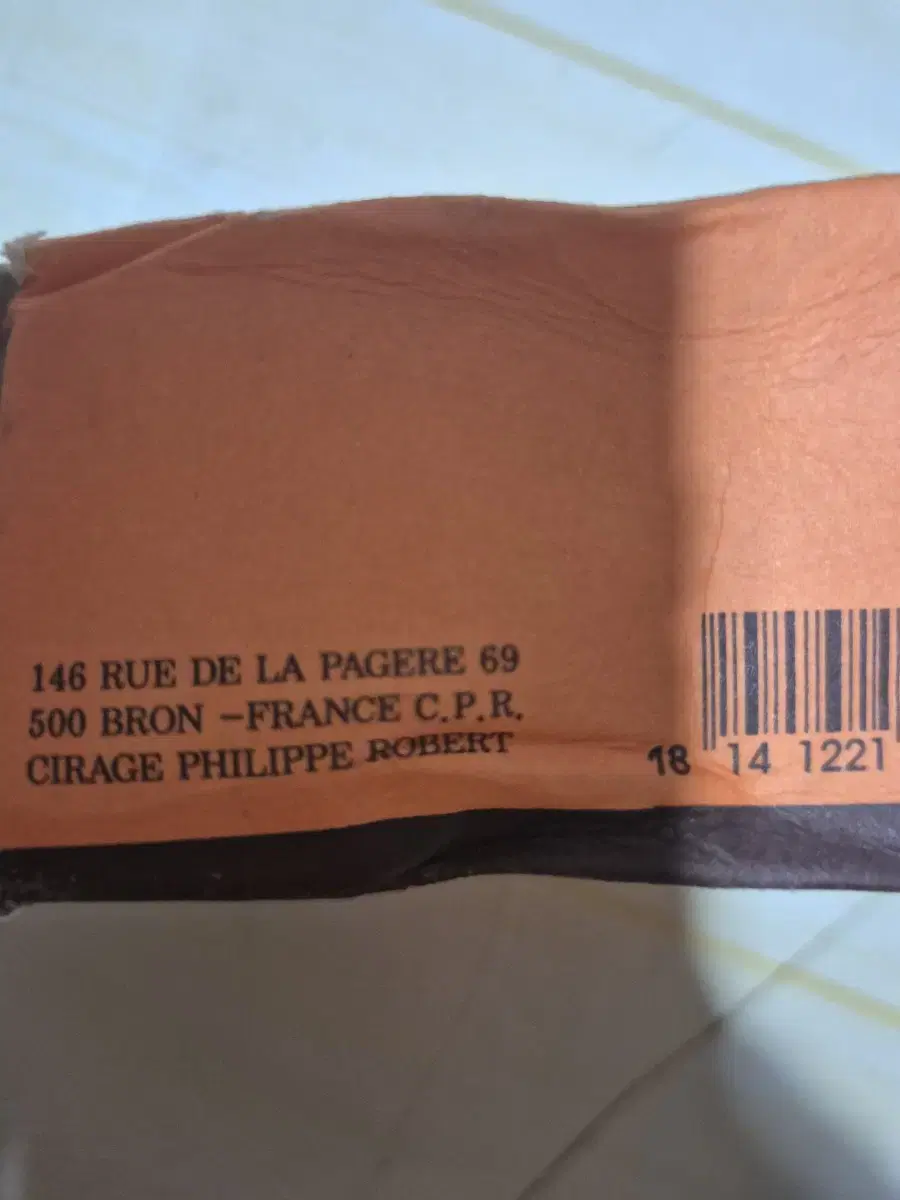 146 RUE DE LA PAGERE 69
500 BRON -FRANCE C.P.R.
CIRAGE PHILIPPE ROBERT
18 14 1221